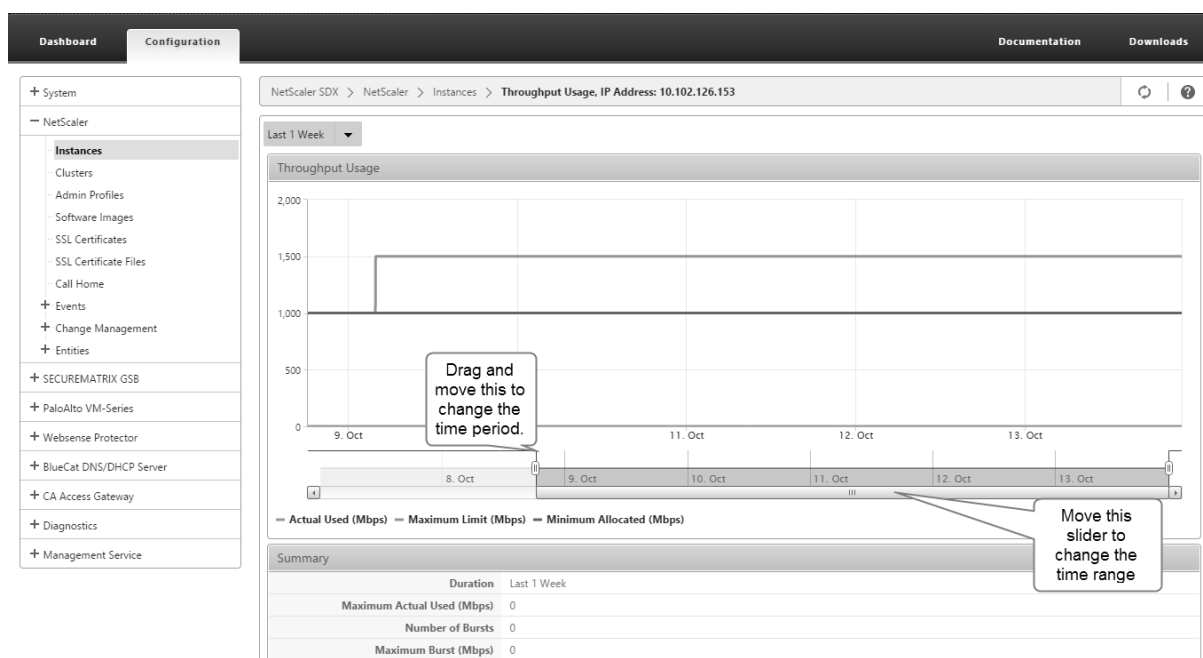 Dashboard
Configuration
Documentation
Downloads
+ System
− NetScaler
Instances
Clusters
Admin Profiles
Software Images
SSL Certificates
SSL Certificate Files
Call Home
+ Events
+ Change Management
+ Entities
+ SECUREMATRIX GSB
+ PaloAlto VM-Series
+ Websense Protector
+ BlueCat DNS/DHCP Server
+ CA Access Gateway
+ Diagnostics
+ Management Service
NetScaler SDX > NetScaler > Instances > Throughput Usage, IP Address: 10.102.126.153
?
Last 1 Week
Throughput Usage
2,000
1,500
1,000
500
0
9. Oct
11. Oct
12. Oct
13. Oct
Drag and
move this to
change the
time period.
8. Oct
9. Oct
10. Oct
11. Oct
12. Oct
13. Oct
Actual Used (Mbps) Maximum Limit (Mbps) Minimum Allocated (Mbps)
Move this
slider to
change the
time range
Summary
Duration Last 1 Week
Maximum Actual Used (Mbps) 0
Number of Bursts 0
Maximum Burst (Mbps) 0